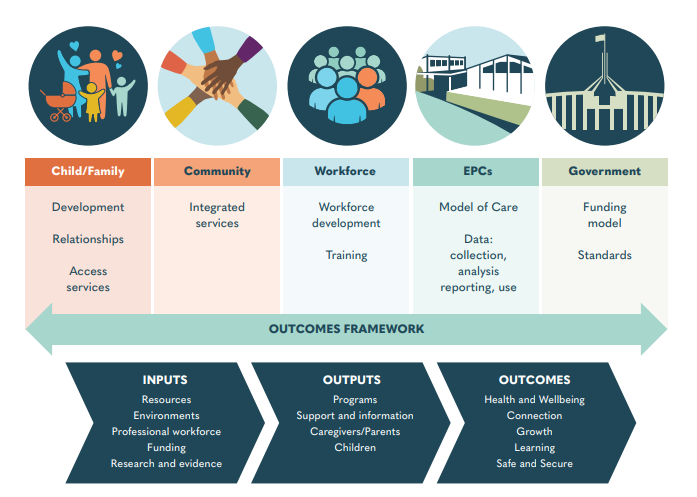 Child/Family
Development
Relationships
Access
services
Community
Integrated
services
Workforce
Workforce
development
Training
EPCs
Model of Care
Data:
collection,
analysis
reporting, use
Government
Funding
model
Standards
OUTCOMES FRAMEWORK
INPUTS
Resources
Environments
Professional workforce
Funding
Research and evidence
OUTPUTS
Programs
Support and information
Caregivers/Parents
Children
OUTCOMES
Health and Wellbeing
Connection
Growth
Learning
Safe and Secure